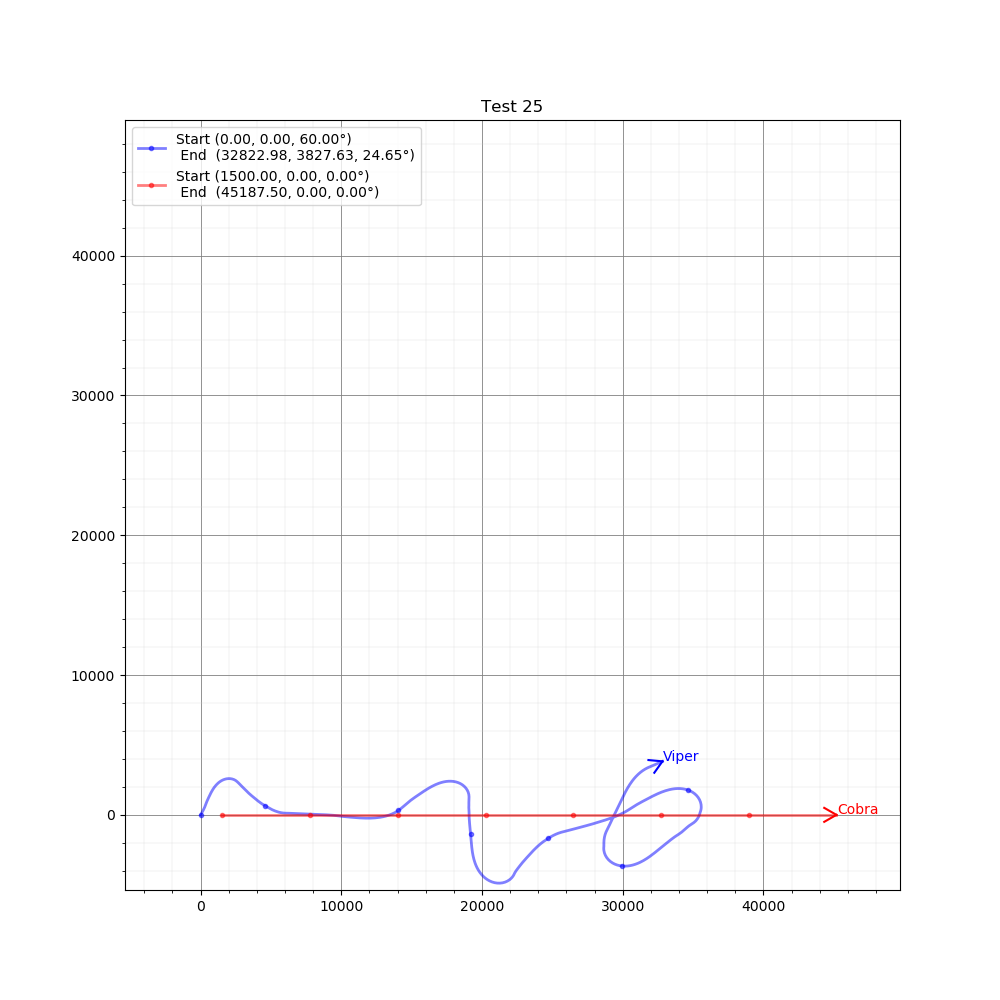 Test 25
Start (0.00, 0.00, 60.00°)
End (32822.98, 3827.63, 24.65°)
Start (1500.00, 0.00, 0.00°)
End (45187.50, 0.00, 0.00°)
40000
30000
20000
10000
0
Viper
Cobra
0 10000 20000 30000 40000